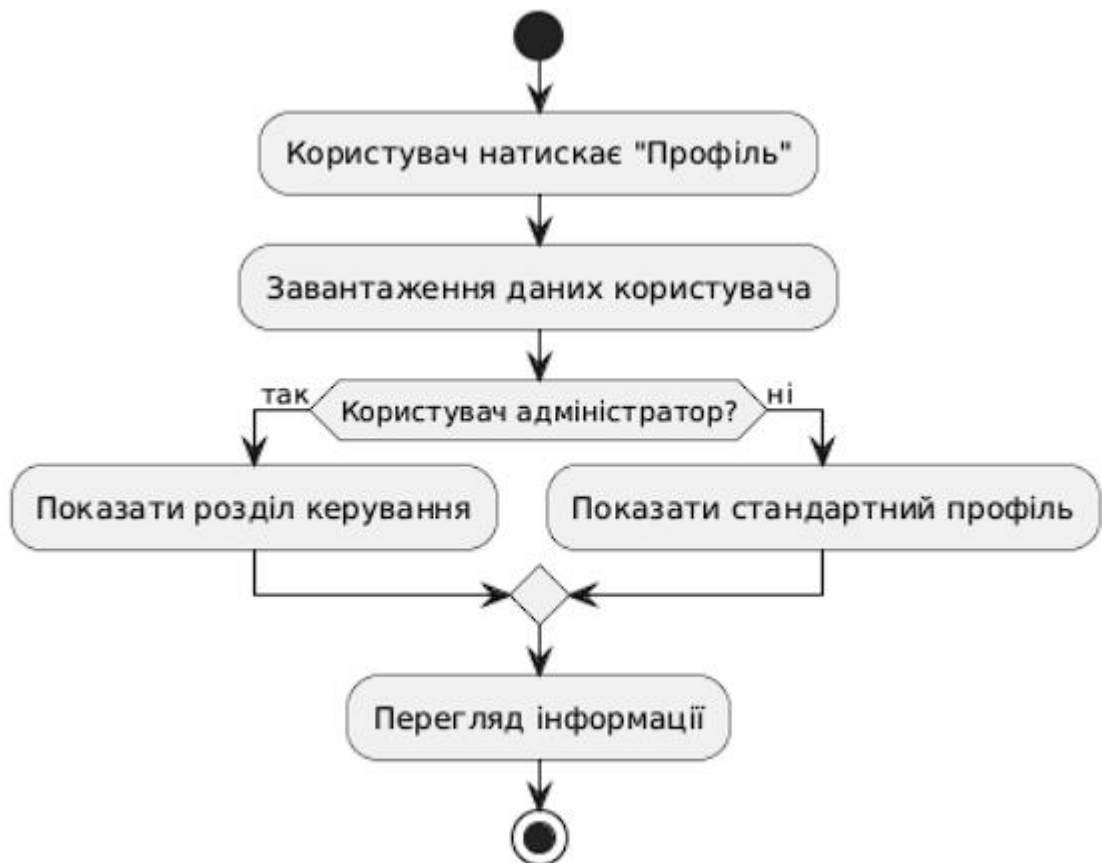 Користувач натискає "Профіль"
Завантаження даних користувача
так
Користувач адміністратор?
ні
Показати розділ керування
Показати стандартний профіль
Перегляд інформації